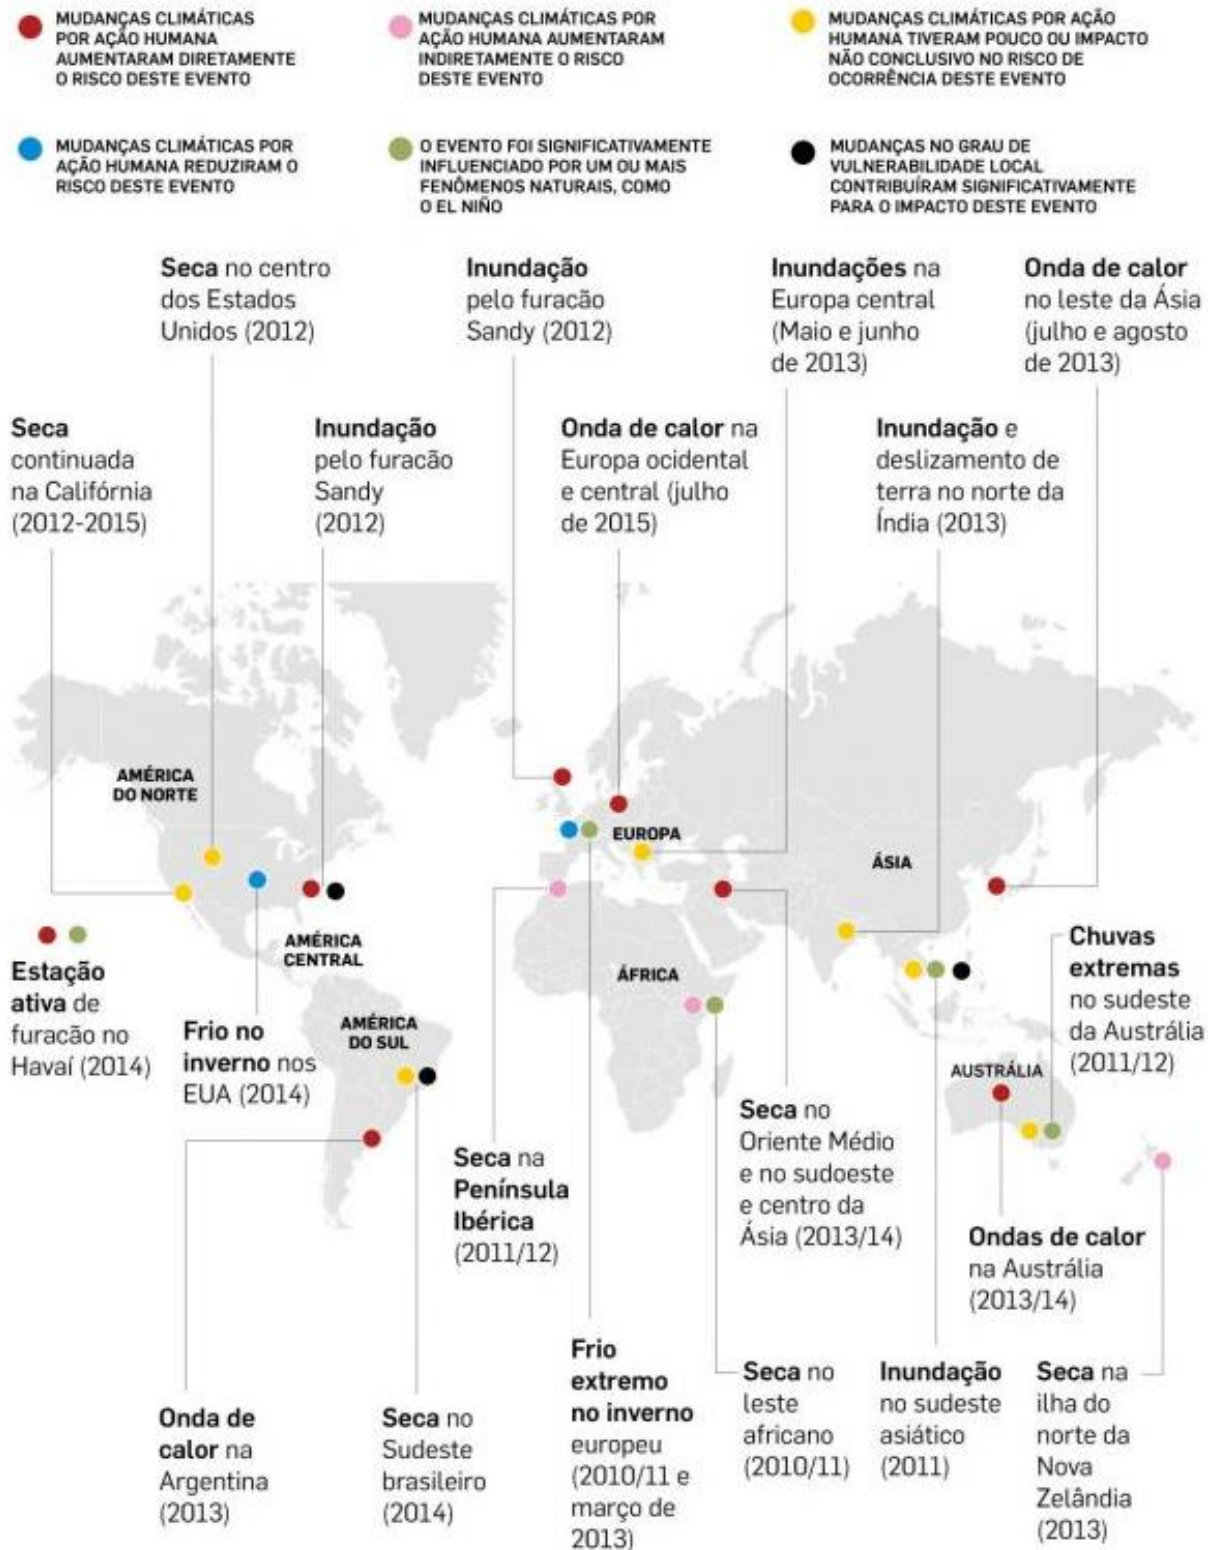 MUDANÇAS CLIMÁTICAS
POR AÇÃO HUMANA
AUMENTARAM DIRETAMENTE
O RISCO DESTE EVENTO
MUDANÇAS CLIMÁTICAS POR
AÇÃO HUMANA AUMENTARAM
INDIRETAMENTE O RISCO
DESTE EVENTO
MUDANÇAS CLIMÁTICAS POR AÇÃO
HUMANA TIVERAM POUCO OU IMPACTO
NÃO CONCLUSIVO NO RISCO DE
OCORRÊNCIA DESTE EVENTO
MUDANÇAS CLIMÁTICAS POR
AÇÃO HUMANA REDUZIRAM O
RISCO DESTE EVENTO
O EVENTO FOI SIGNIFICATIVAMENTE
INFLUENCIADO POR UM OU MAIS
FENÔMENOS NATURAIS, COMO
O EL NIÑO
MUDANÇAS NO GRAU DE
VULNERABILIDADE LOCAL
CONTRIBUÍRAM SIGNIFICATIVAMENTE
PARA O IMPACTO DESTE EVENTO
Seca no centro
dos Estados
Unidos (2012)
Inundação
pelo furacão
Sandy (2012)
Inundações na
Europa central
(Maio e junho
de 2013)
Onda de calor
no leste da Ásia
(julho e agosto
de 2013)
Seca
continuada
na Califórnia
(2012-2015)
Inundação
pelo furacão
Sandy
(2012)
Onda de calor na
Europa ocidental
e central (julho
de 2015)
Inundação e
deslizamento de
terra no norte da
Índia (2013)
AMÉRICA
DO NORTE
EUROPA
ÁSIA
AMÉRICA
CENTRAL
ÁFRICA
AMÉRICA
DO SUL
AUSTRÁLIA
Estação
ativa de
furacão no
Havaí (2014)
Frio no
inverno nos
EUA (2014)
Chuvas
extremas
no sudeste
da Austrália
(2011/12)
Seca na
Península
Ibérica
(2011/12)
Seca no
Oriente Médio
e no sudoeste
e centro da
Ásia (2013/14)
Ondas de calor
na Austrália
(2013/14)
Onda de
calor na
Argentina
(2013)
Seca no
Sudeste
brasileiro
(2014)
Frio
extremo
no inverno
europeu
(2010/11 e
março de
2013)
Seca no
leste
africano
(2010/11)
Inundação
no sudeste
asiático
(2011)
Seca na
ilha do
norte da
Nova
Zelândia
(2013)